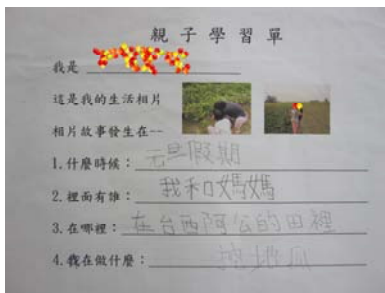 親子學習單
我是
這是我的生活相片
相片故事發生在--
1.什麼時候：元旦假期
2.裡面有誰：我和媽媽
3.在哪裡：在台西阿公的田裡
4.我在做什麼：挖地瓜